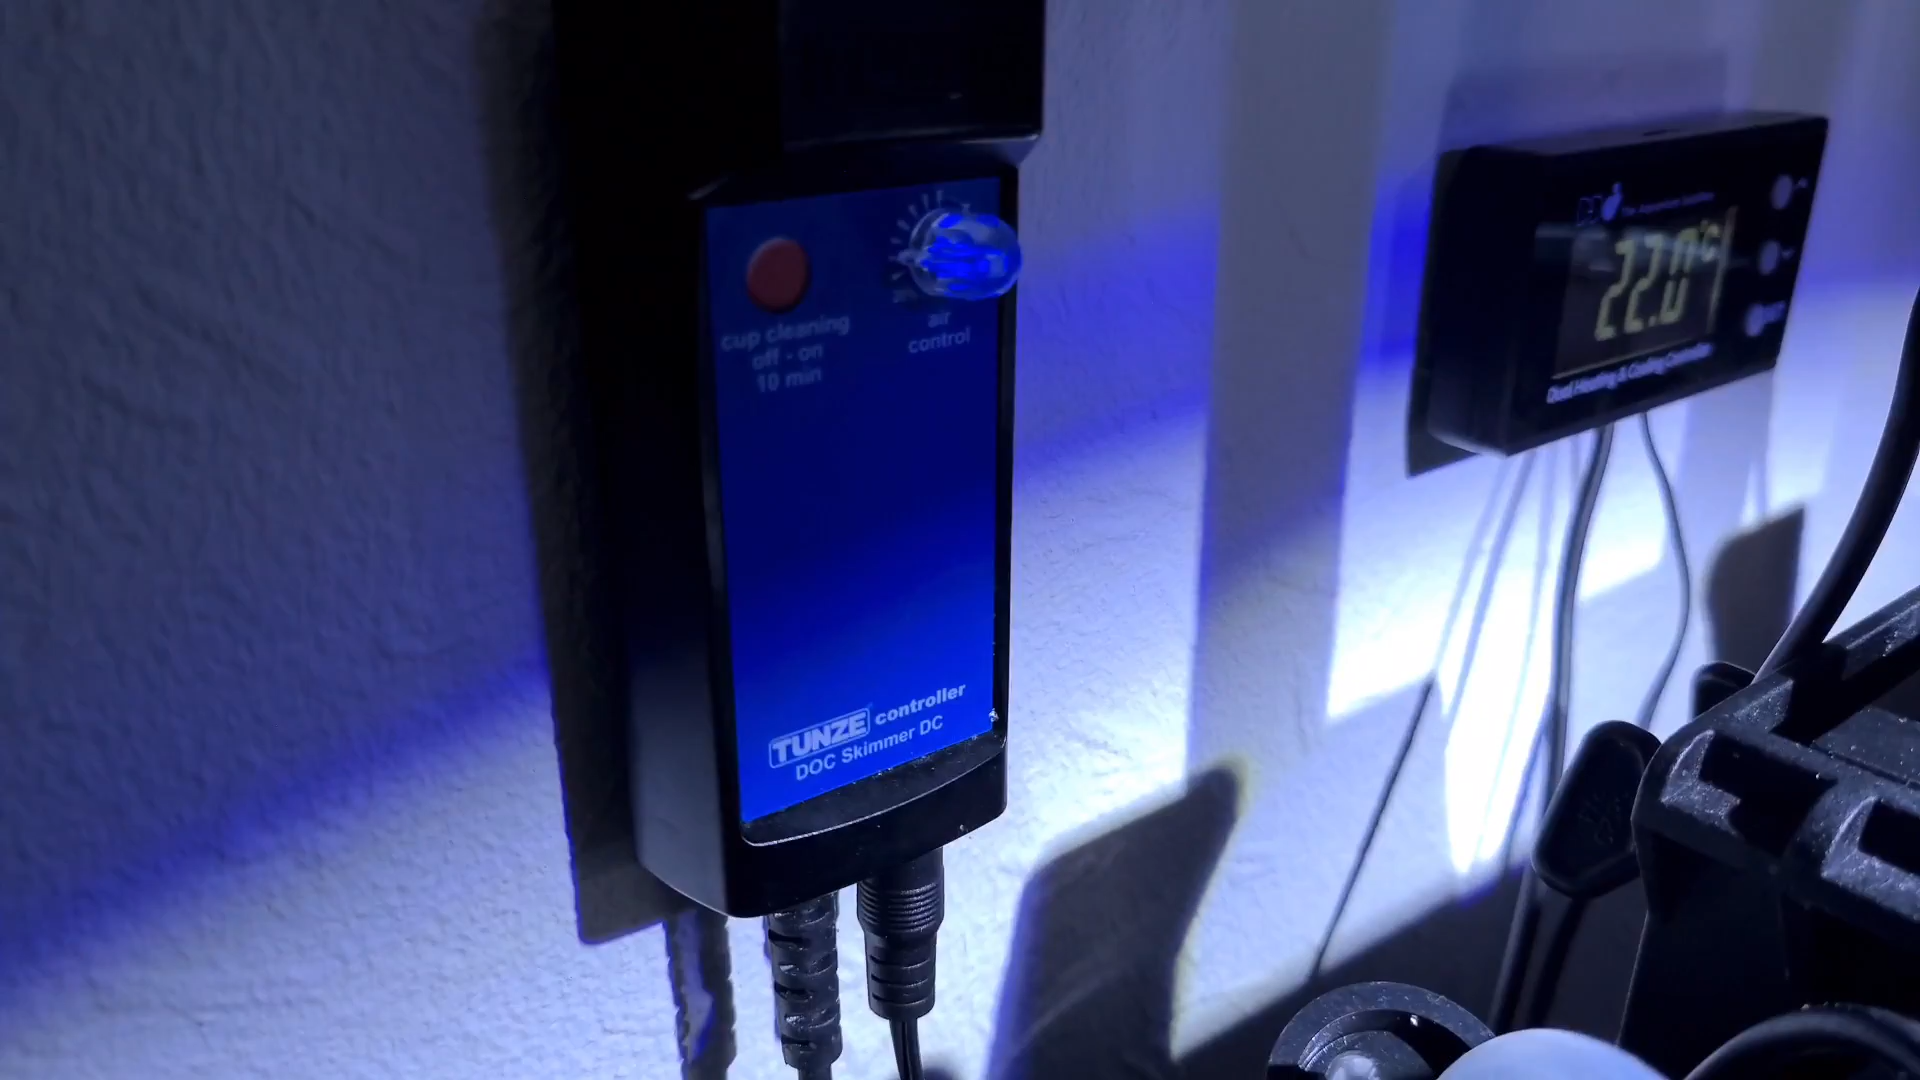 cup cleaning
off - on
10 min
air
control
TUNZE controller
DOC Skimmer DC
22.0°C
Dual Heating & Cooling Controller